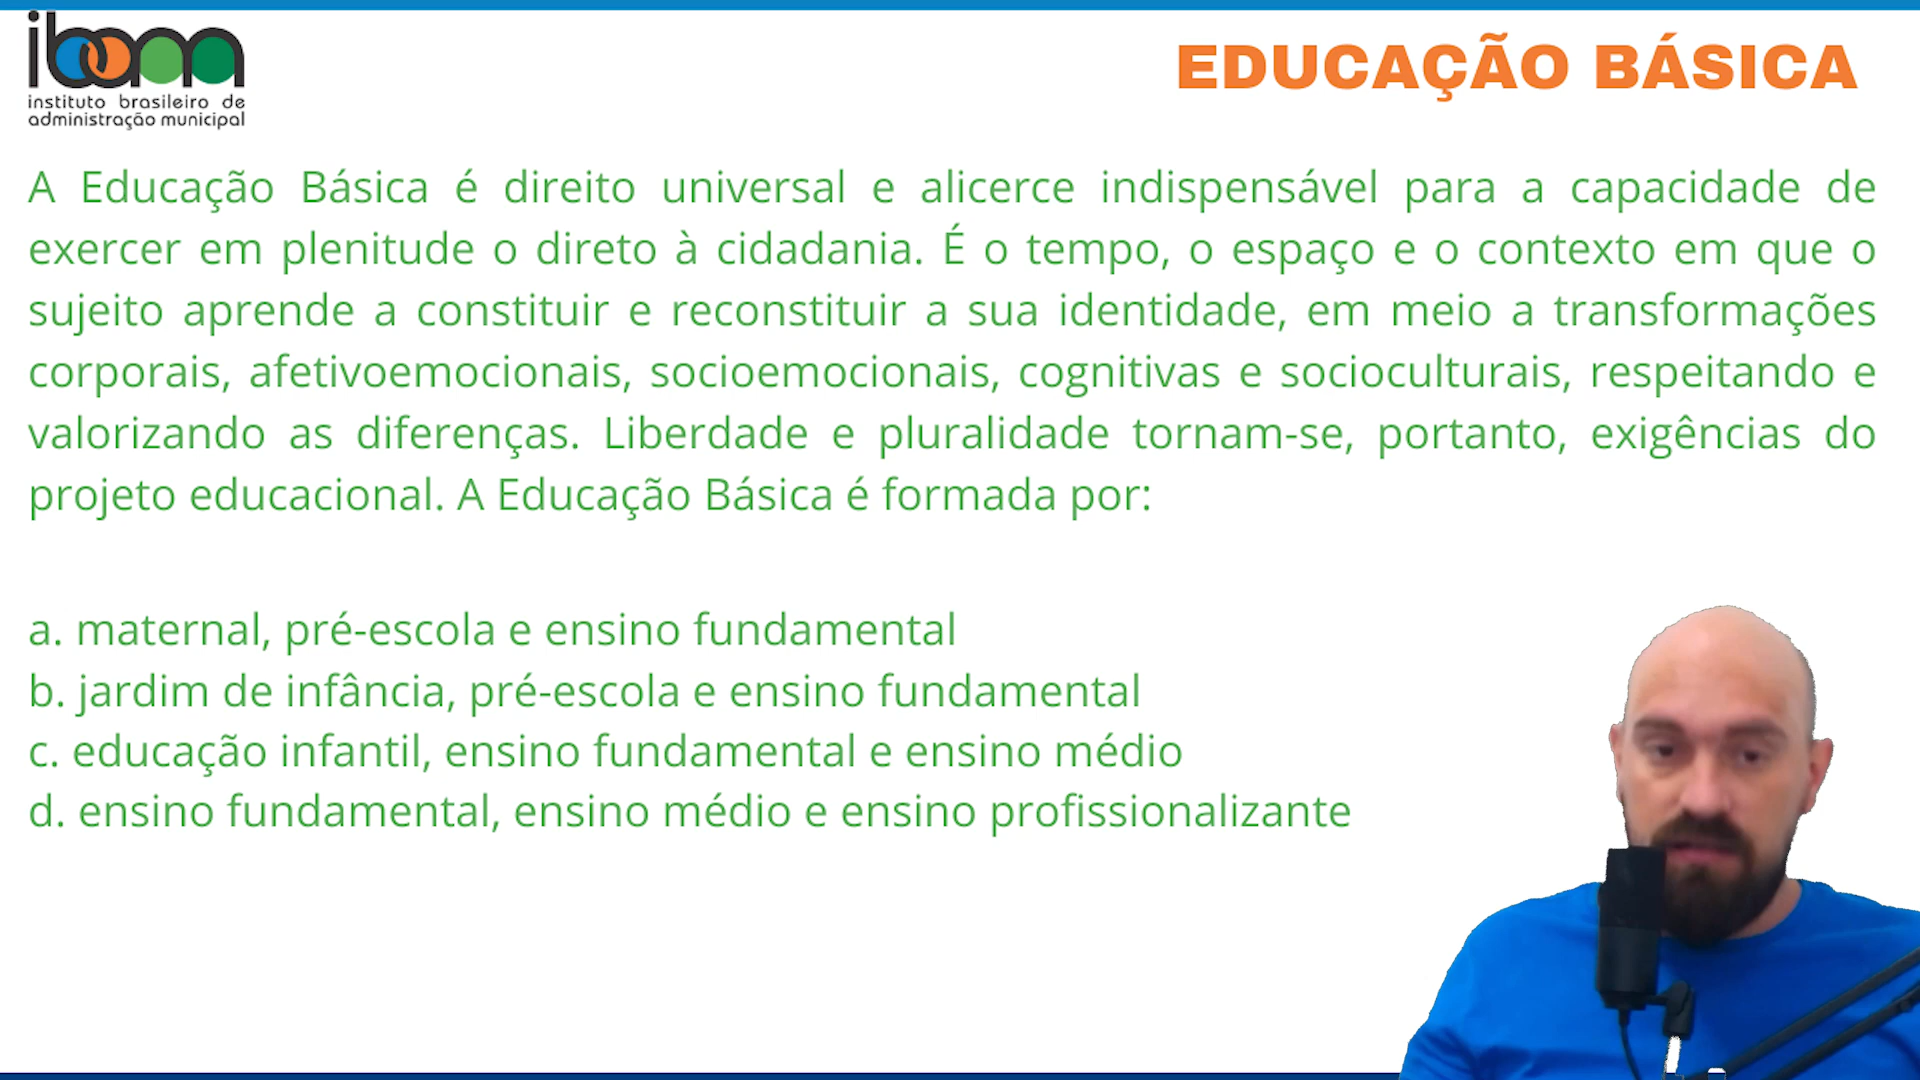 ibam
instituto brasileiro de
administração municipal
EDUCAÇÃO BÁSICA
A Educação Básica é direito universal e alicerce indispensável para a capacidade de
exercer em plenitude o direto à cidadania. É o tempo, o espaço e o contexto em que o
sujeito aprende a constituir e reconstituir a sua identidade, em meio a transformações
corporais, afetivoemocionais, socioemocionais, cognitivas e socioculturais, respeitando e
valorizando as diferenças. Liberdade e pluralidade tornam-se, portanto, exigências do
projeto educacional. A Educação Básica é formada por:
a. maternal, pré-escola e ensino fundamental
b. jardim de infância, pré-escola e ensino fundamental
c. educação infantil, ensino fundamental e ensino médio
d. ensino fundamental, ensino médio e ensino profissionalizante